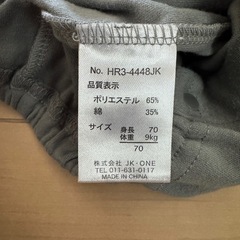 No. HR3-4448JK
品質表示
ポリエステル 65%
綿 35%
サイズ 身長 70
体重 9kg
70
株式会社 JK・ONE
TEL 011-631-0117
MADE IN CHINA